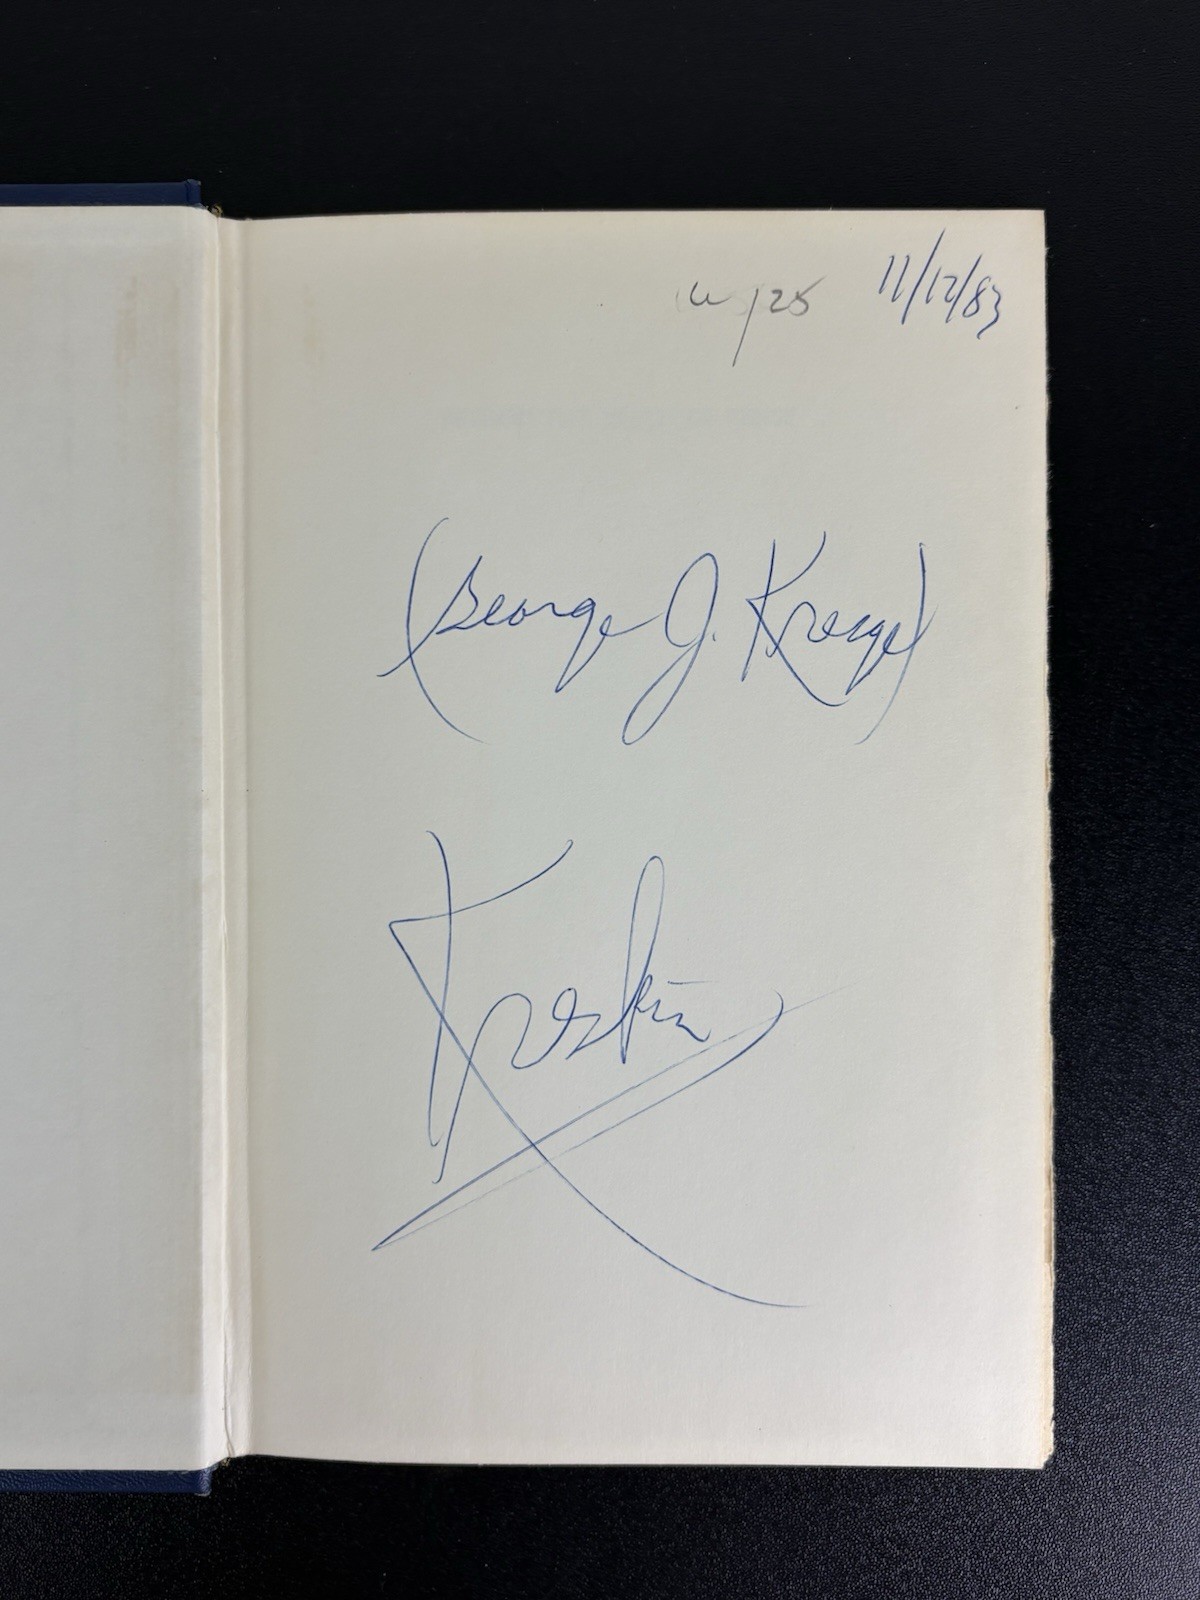 11/12/83
(George J. Kresge)
Kreskin